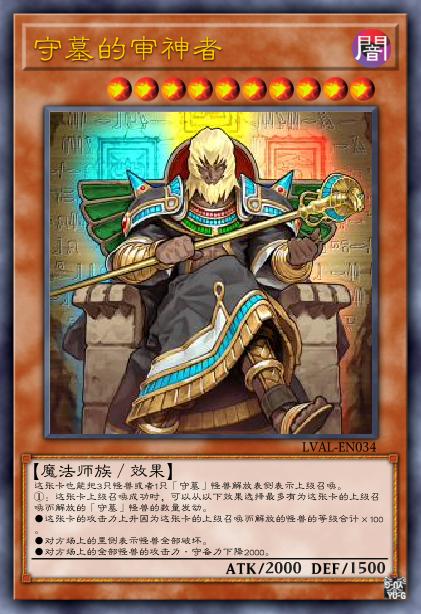 守墓的审神者
闇
LVAL-EN034
【魔法师族／效果】
这张卡也能把3只怪兽或者1只「守墓」怪兽解放表侧表示上级召唤。
①：这张卡上级召唤成功时，可以从以下效果选择最多有为这张卡的上级召
唤而解放的「守墓」怪兽的数量发动。
●这张卡的攻击力上升因为这张卡的上级召唤而解放的怪兽的等级合计×100
。
●对方场上的里侧表示怪兽全部破坏。
●对方场上的全部怪兽的攻击力·守备力下降2000。
ATK/2000 DEF/1500